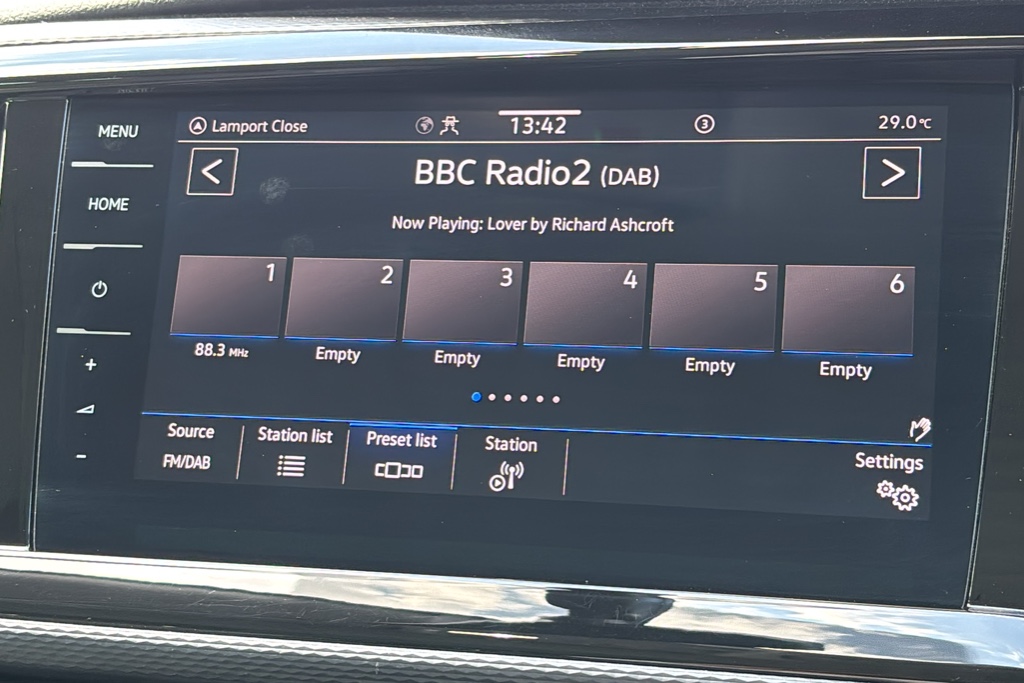 MENU
HOME
Lamport Close
13:42
3
29.0°C
<
BBC Radio2 (DAB)
>
Now Playing: Lover by Richard Ashcroft
1 2 3 4 5 6
88.3 MHz Empty Empty Empty Empty Empty
+
-
Source Station list Preset list Station
FM/DAB
Settings